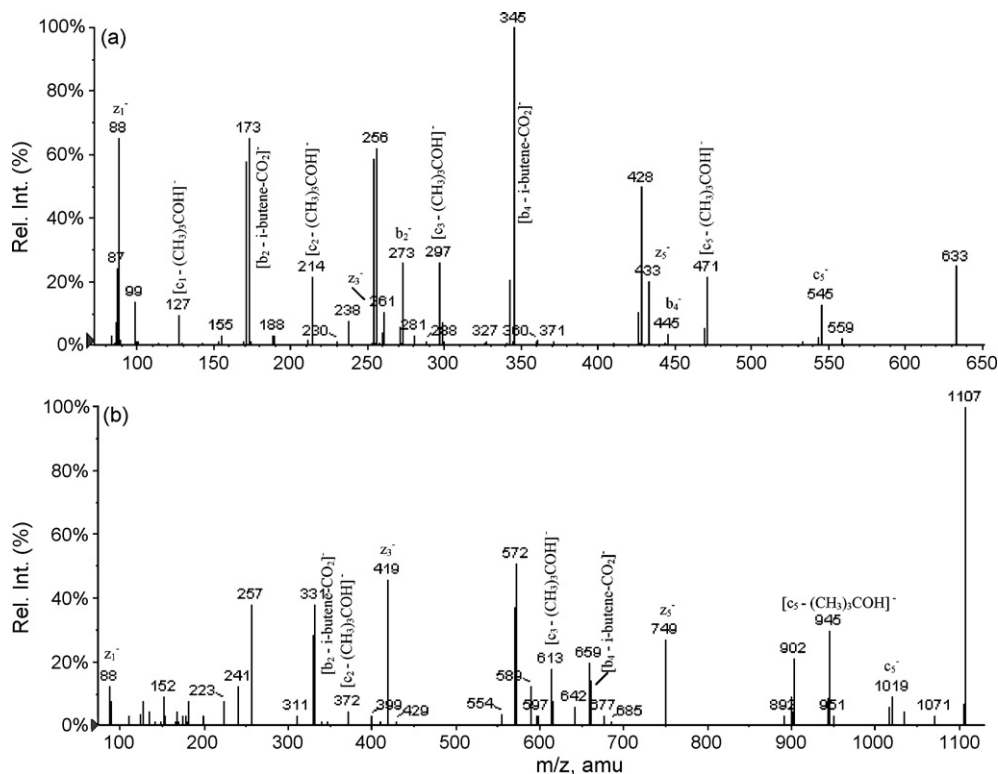 (a)
Rel. Int. (%)
100%
80%
60%
40%
20%
0%
z₁⁻
88
87
99
[c₁ - (CH₃)₃COH]⁻
127
155
173
[b₂ - i-butene-CO₂]⁻
188
[c₂ - (CH₃)₃COH]⁻
214
230
238
z₃⁻
256
261
b₂⁻
273
281
288
[c₃ - (CH₃)₃COH]⁻
297
327
345
[b₄ - i-butene-CO₂]⁻
360
371
428
433
z₅⁻
b₄⁻
445
[c₅ - (CH₃)₃COH]⁻
471
c₅⁻
545
559
633
100 150 200 250 300 350 400 450 500 550 600 650
(b)
Rel. Int. (%)
100%
80%
60%
40%
20%
0%
z₁⁻
88
152
223
241
257
311
331
[b₂ - i-butene-CO₂]⁻
[c₂ - (CH₃)₃COH]⁻
372
399
z₃⁻
419
429
554
572
589
597
[c₃ - (CH₃)₃COH]⁻
613
642
659
[b₄ - i-butene-CO₂]⁻
677
685
z₅⁻
749
892
902
[c₅ - (CH₃)₃COH]⁻
945
951
c₅⁻
1019
1071
1107
100 200 300 400 500 600 700 800 900 1000 1100
m/z, amu